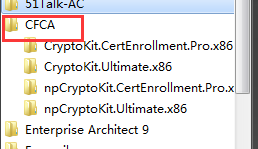 51Talk-AC
CFCA
CryptoKit.CertEnrollment.Pro.x86
CryptoKit.Ultimate.x86
npCryptoKit.CertEnrollment.Pro.x
npCryptoKit.Ultimate.x86
Enterprise Architect 9